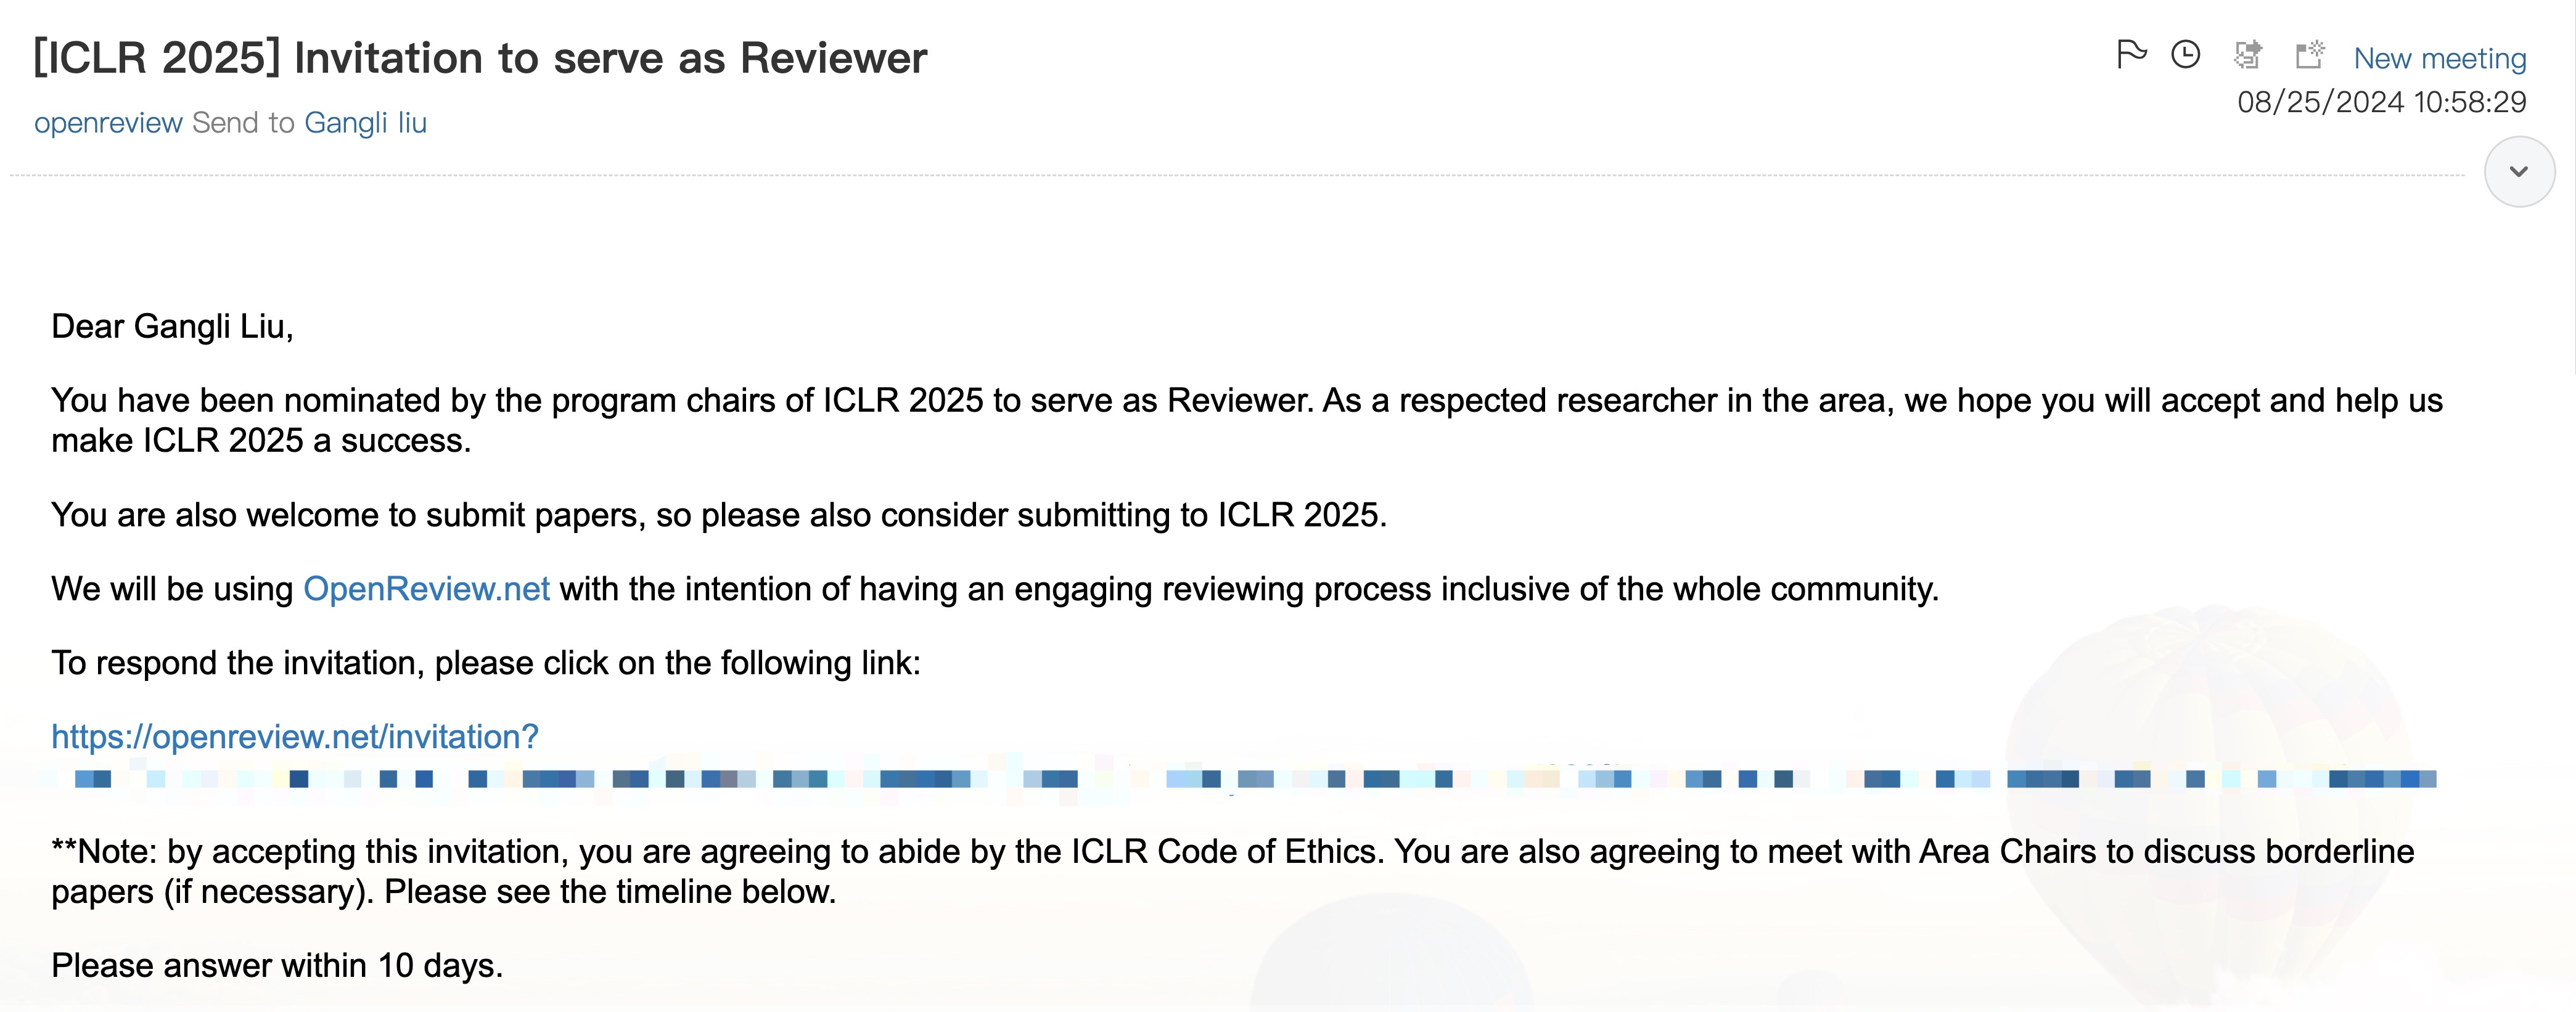 [ICLR 2025] Invitation to serve as Reviewer
New meeting
08/25/2024 10:58:29
openreview Send to Gangli liu
Dear Gangli Liu,
You have been nominated by the program chairs of ICLR 2025 to serve as Reviewer. As a respected researcher in the area, we hope you will accept and help us
make ICLR 2025 a success.
You are also welcome to submit papers, so please also consider submitting to ICLR 2025.
We will be using OpenReview.net with the intention of having an engaging reviewing process inclusive of the whole community.
To respond the invitation, please click on the following link:
https://openreview.net/invitation?
**Note: by accepting this invitation, you are agreeing to abide by the ICLR Code of Ethics. You are also agreeing to meet with Area Chairs to discuss borderline
papers (if necessary). Please see the timeline below.
Please answer within 10 days.